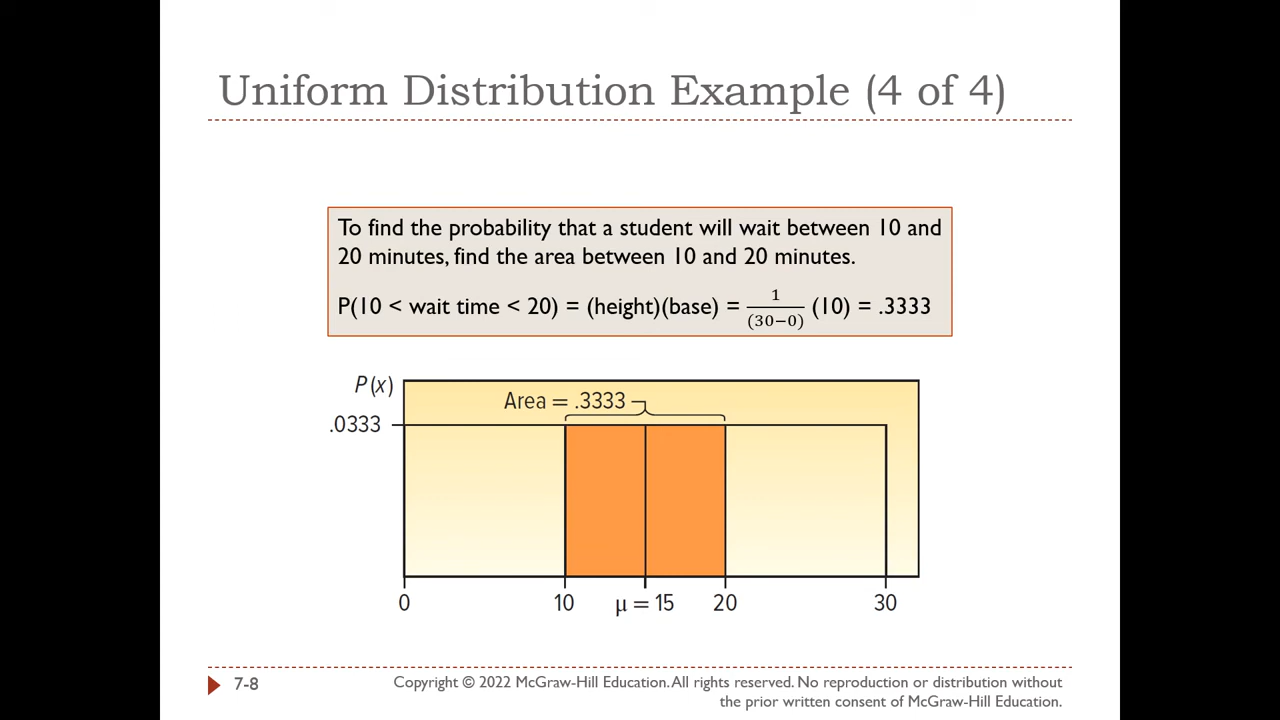 Uniform Distribution Example (4 of 4)
To find the probability that a student will wait between 10 and
20 minutes, find the area between 10 and 20 minutes.
P(10 < wait time < 20) = (height)(base) = 1/(30−0) (10) = .3333
P(x)
Area = .3333
.0333
0 10 μ = 15 20 30
7-8
Copyright © 2022 McGraw-Hill Education. All rights reserved. No reproduction or distribution without
the prior written consent of McGraw-Hill Education.